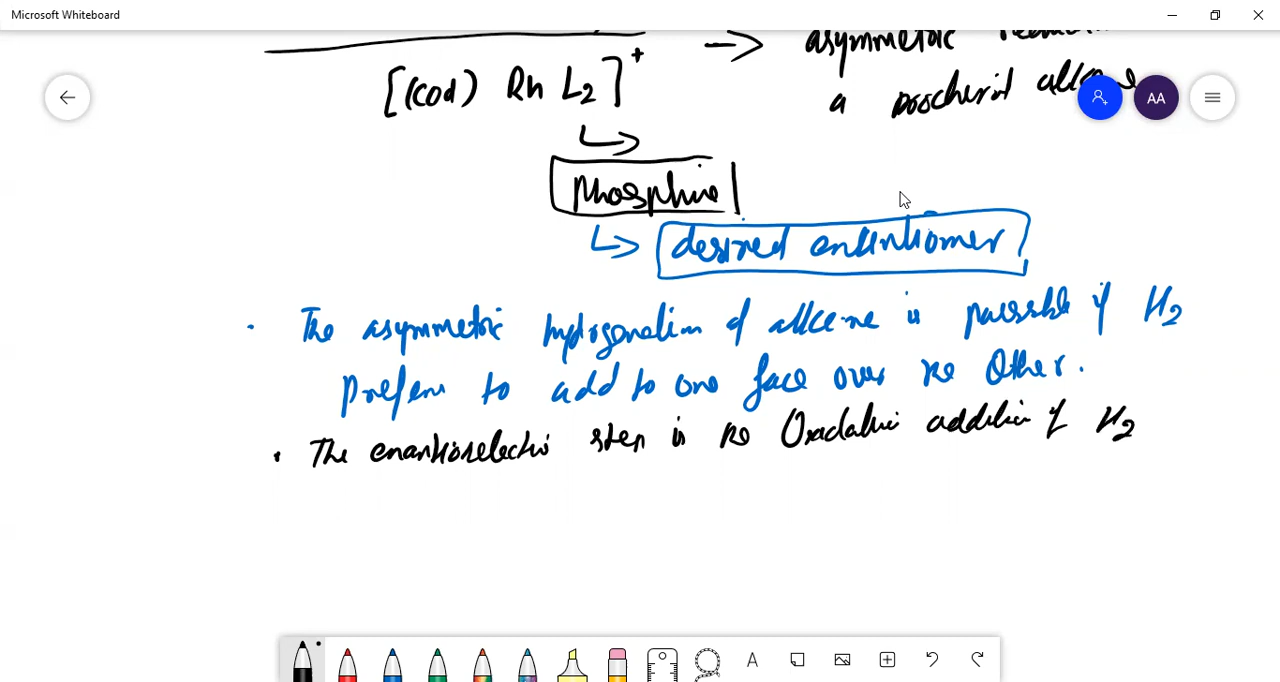 Microsoft Whiteboard
→ asymmetric
[(cod) Rh L2]+
a prochiral alkene
AA
↳
phosphine
↳ desired enantiomer
• The asymmetric hydrogenation of alkene is possible if H2
prefers to add to one face over the other.
• The enantioselective step is the Oxidative addition of H2
A